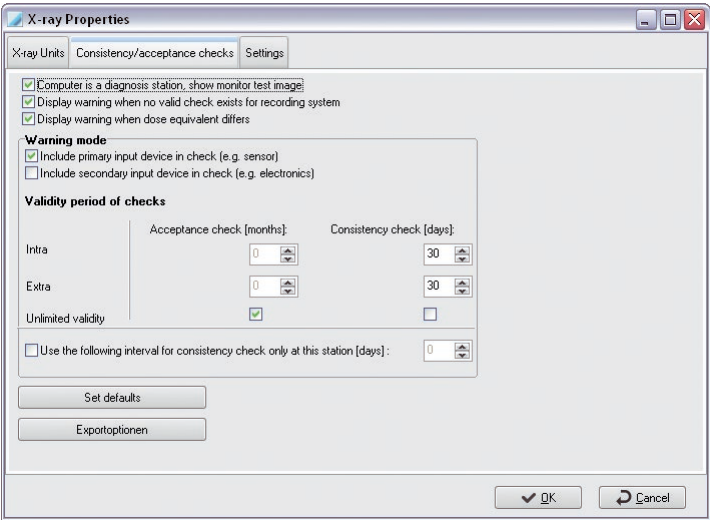 X-ray Properties
X-ray Units Consistency/acceptance checks Settings
Computer is a diagnosis station, show monitor test image
Display warning when no valid check exists for recording system
Display warning when dose equivalent differs
Warning mode
Include primary input device in check (e.g. sensor)
Include secondary input device in check (e.g. electronics)
Validity period of checks
Acceptance check [months]: Consistency check [days]:
Intra 0 30
Extra 0 30
Unlimited validity
Use the following interval for consistency check only at this station [days] : 0
Set defaults
Exportoptionen
OK Cancel